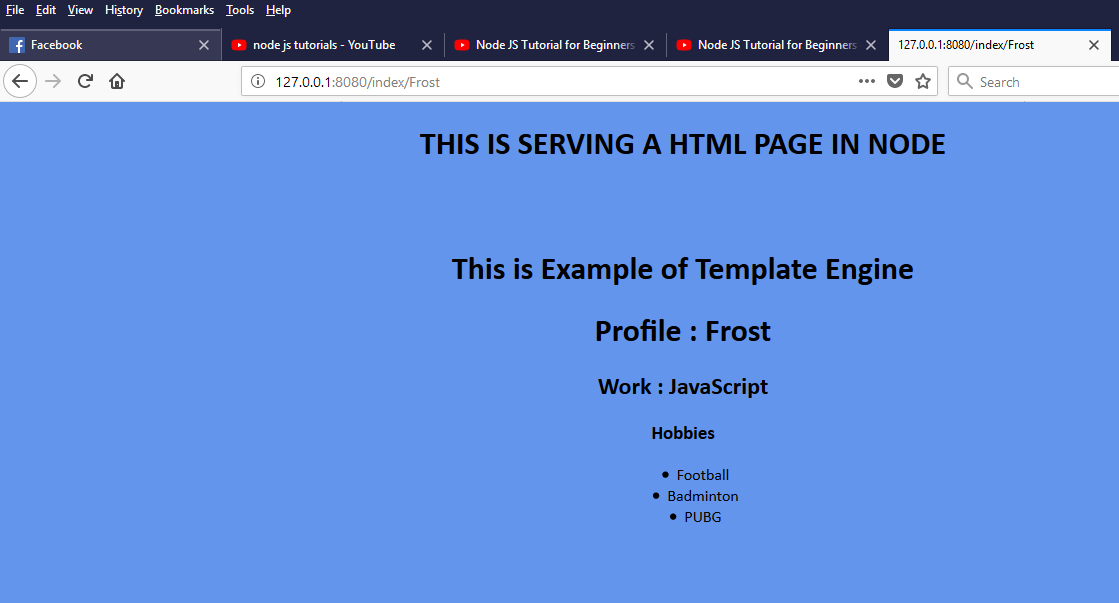 File Edit View History Bookmarks Tools Help
Facebook node js tutorials - YouTube Node JS Tutorial for Beginners Node JS Tutorial for Beginners 127.0.0.1:8080/index/Frost
127.0.0.1:8080/index/Frost Search
THIS IS SERVING A HTML PAGE IN NODE
This is Example of Template Engine
Profile : Frost
Work : JavaScript
Hobbies
• Football
• Badminton
• PUBG